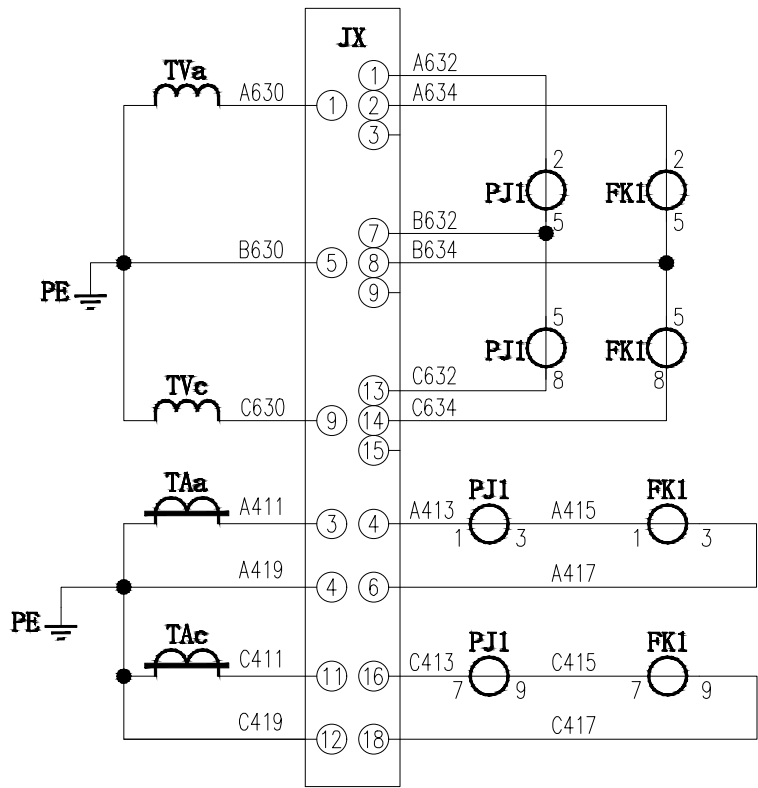 JX
TVa
A630
1
1
A632
2
A634
3
2
2
PJ1
FK1
5
5
7
B632
B630
5
8
B634
PE
9
5
5
PJ1
FK1
8
8
TVc
13
C632
C630
9
14
C634
15
TAa
PJ1
FK1
A411
3
4
A413
1
3
A415
1
3
A419
4
6
A417
PE
TAc
PJ1
FK1
C411
11
16
C413
7
9
C415
7
9
C419
12
18
C417